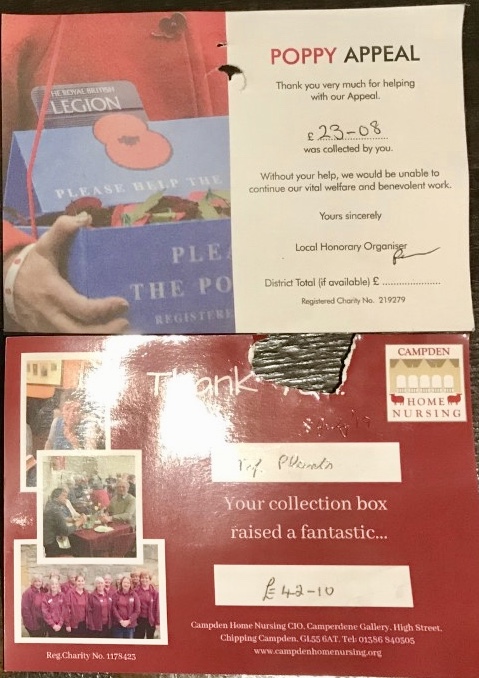 THE ROYAL BRITISH
LEGION
PLEASE HELP THE
PLEA
THE PO
REGISTERE
POPPY APPEAL
Thank you very much for helping
with our Appeal.
£ 23-08
was collected by you.
Without your help, we would be unable to
continue our vital welfare and benevolent work.
Yours sincerely
Local Honorary Organiser
District Total (if available) £ ......................
Registered Charity No. 219279
Thank
CAMPDEN
HOME
NURSING
Your collection box
raised a fantastic...
£42-10
Campden Home Nursing CIO, Camperdene Gallery, High Street,
Chipping Campden, GL55 6AT. Tel: 01386 840505
www.campdenhomenursing.org
Reg.Charity No. 1178423